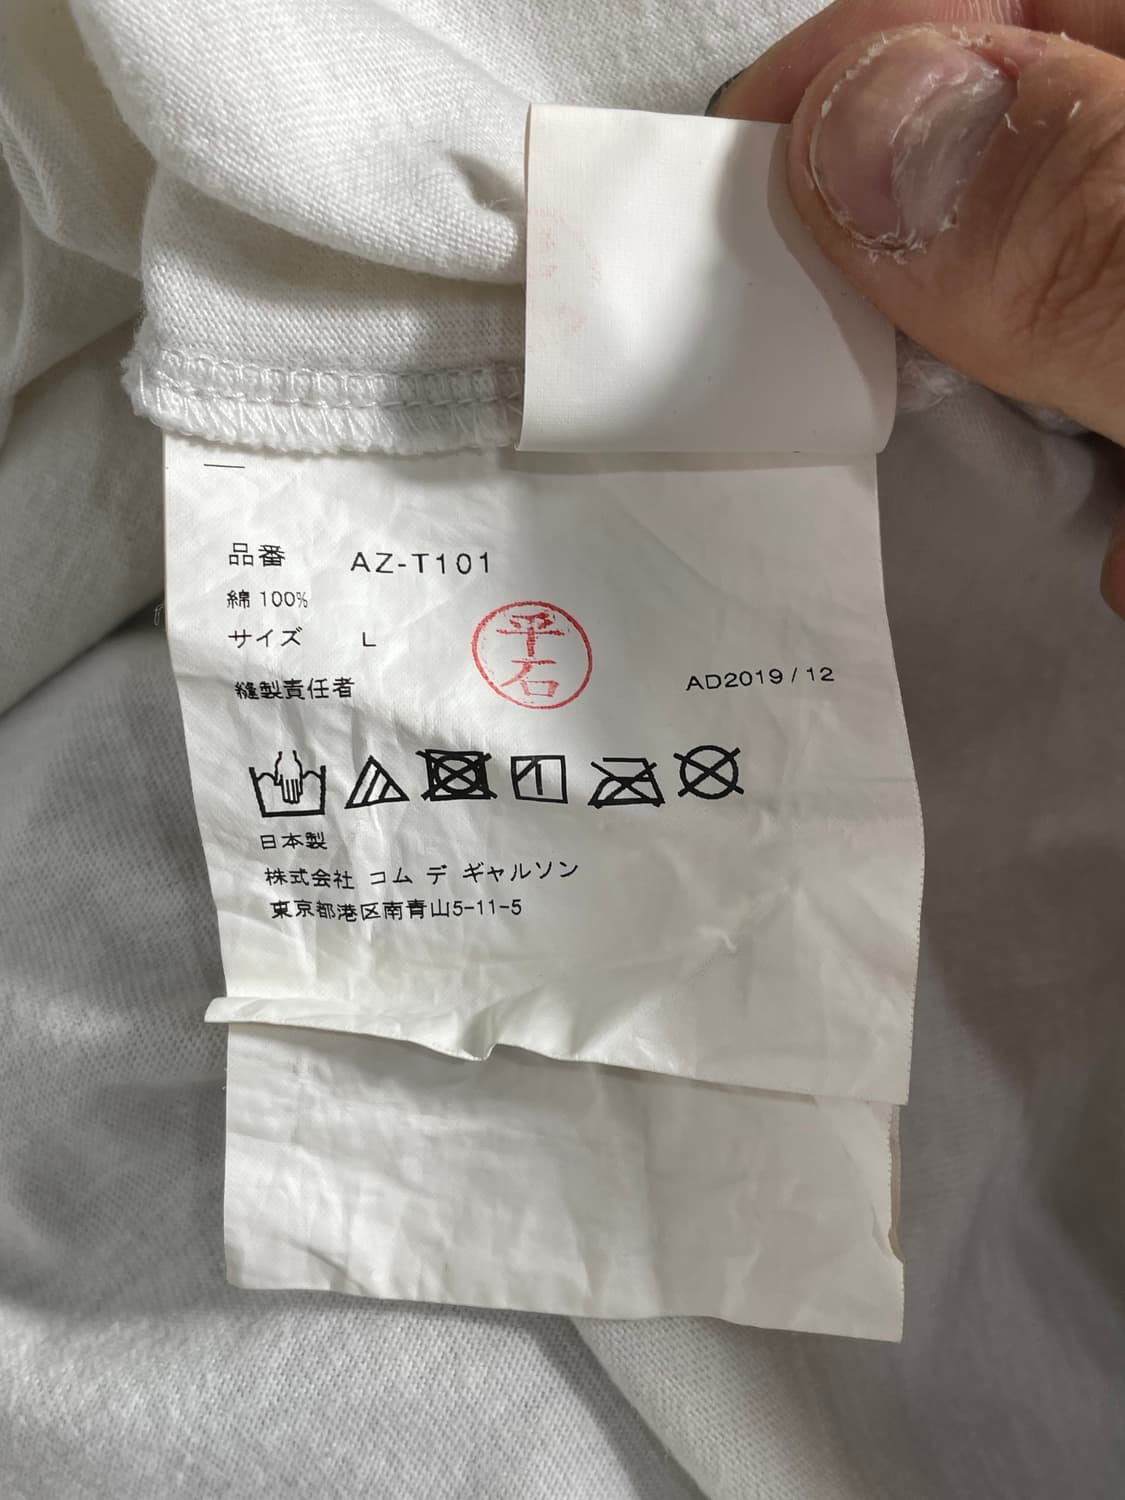 品番 AZ-T101
綿 100%
サイズ L
縫製責任者 平石 AD2019 / 12
日本製
株式会社 コム デ ギャルソン
東京都港区南青山5-11-5